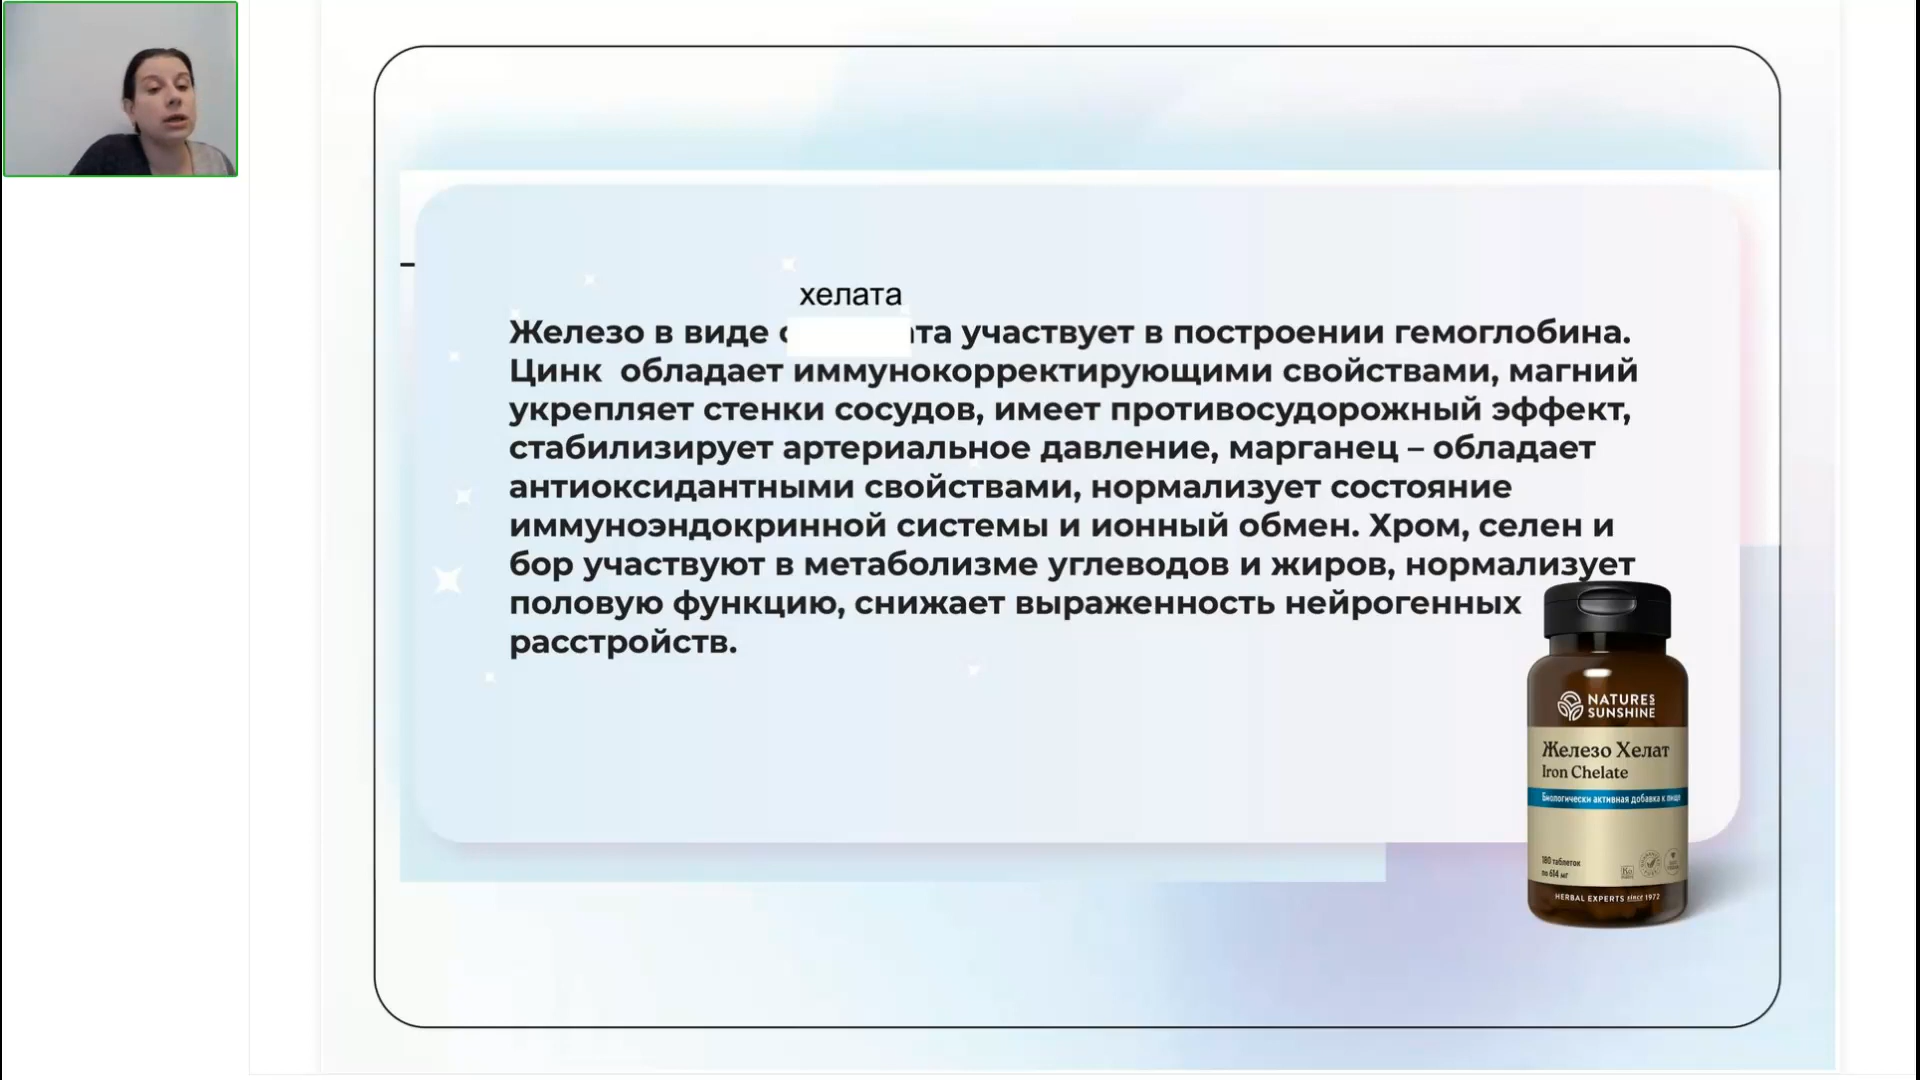 хелата
Железо в виде участвует в построении гемоглобина.
Цинк обладает иммунокорректирующими свойствами, магний
укрепляет стенки сосудов, имеет противосудорожный эффект,
стабилизирует артериальное давление, марганец – обладает
антиоксидантными свойствами, нормализует состояние
иммуноэндокринной системы и ионный обмен. Хром, селен и
бор участвуют в метаболизме углеводов и жиров, нормализует
половую функцию, снижает выраженность нейрогенных
расстройств.
NATURES
SUNSHINE
Железо Хелат
Iron Chelate
Биологически активная добавка к пище
180 таблеток
по 614 мг
HERBAL EXPERTS since 1972